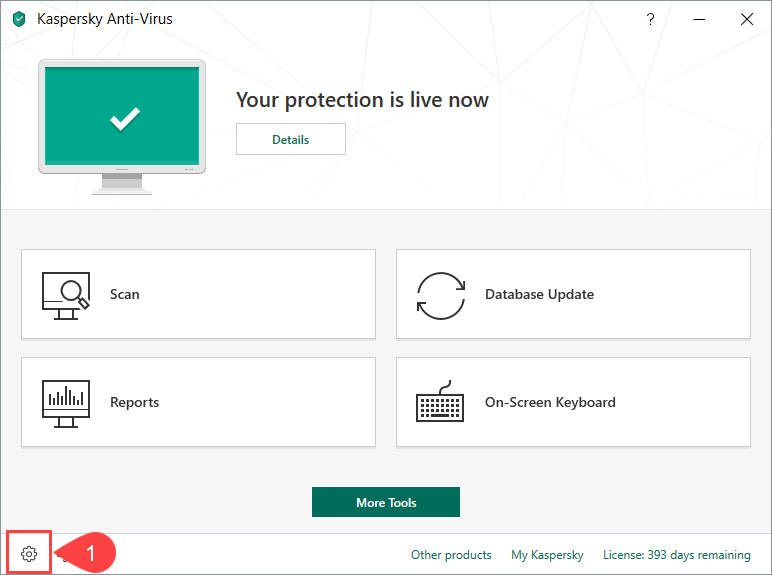 Kaspersky Anti-Virus
?
Your protection is live now
Details
Scan
Database Update
Reports
On-Screen Keyboard
More Tools
1
Other products
My Kaspersky
License: 393 days remaining